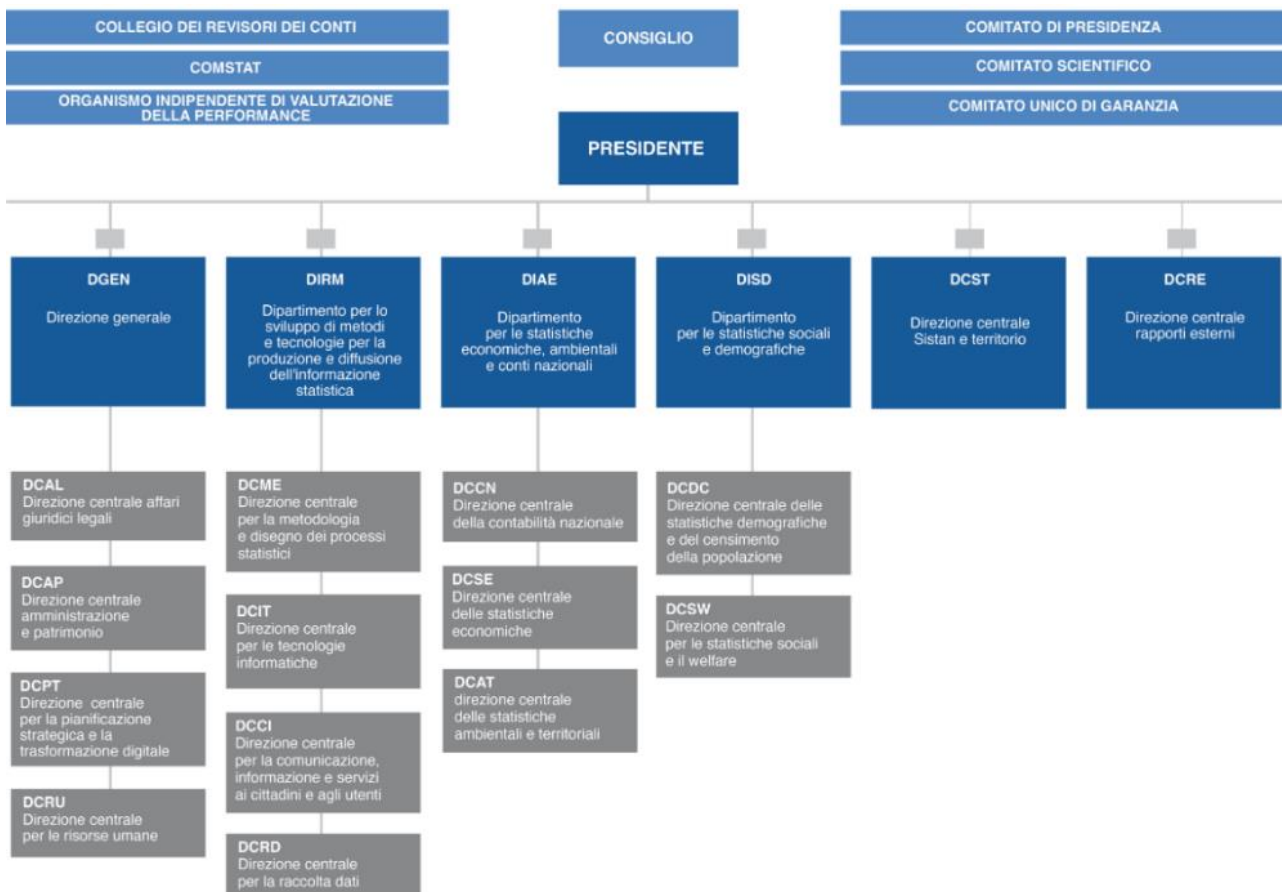 COLLEGIO DEI REVISORI DEI CONTI
COMSTAT
ORGANISMO INDIPENDENTE DI VALUTAZIONE
DELLA PERFORMANCE
CONSIGLIO
COMITATO DI PRESIDENZA
COMITATO SCIENTIFICO
COMITATO UNICO DI GARANZIA
PRESIDENTE
DGEN
Direzione generale
DIRM
Dipartimento per lo
sviluppo di metodi
e tecnologie per la
produzione e diffusione
dell'informazione
statistica
DIAE
Dipartimento
per le statistiche
economiche, ambientali
e conti nazionali
DISD
Dipartimento
per le statistiche sociali
e demografiche
DCST
Direzione centrale
Sistan e territorio
DCRE
Direzione centrale
rapporti esterni
DCAL
Direzione centrale affari
giuridici legali
DCAP
Direzione centrale
amministrazione
e patrimonio
DCPT
Direzione centrale
per la pianificazione
strategica e la
trasformazione digitale
DCRU
Direzione centrale
per le risorse umane
DCME
Direzione centrale
per la metodologia
e disegno dei processi
statistici
DCIT
Direzione centrale
per le tecnologie
informatiche
DCCI
Direzione centrale
per la comunicazione,
informazione e servizi
ai cittadini e agli utenti
DCRD
Direzione centrale
per la raccolta dati
DCCN
Direzione centrale
della contabilità nazionale
DCSE
Direzione centrale
delle statistiche
economiche
DCAT
direzione centrale
delle statistiche
ambientali e territoriali
DCDC
Direzione centrale delle
statistiche demografiche
e del censimento
della popolazione
DCSW
Direzione centrale
per le statistiche sociali
e il welfare